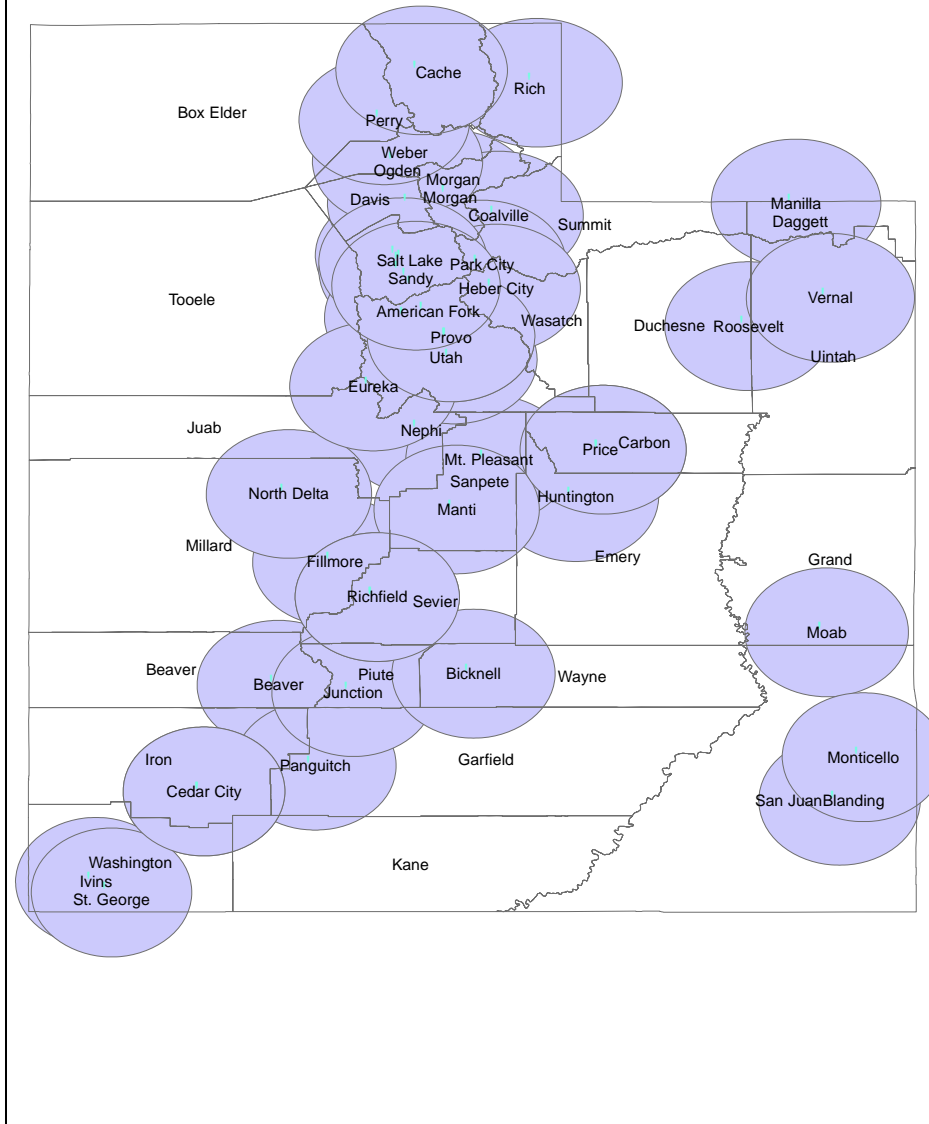 Cache
Rich
Box Elder
Perry
Weber
Ogden
Morgan
Morgan
Davis
Manilla
Coalville
Daggett
Summit
Salt Lake
Park City
Sandy
Heber City
Vernal
Tooele
American Fork
Wasatch
Duchesne
Roosevelt
Provo
Utah
Uintah
Eureka
Juab
Nephi
Price
Carbon
Mt. Pleasant
Sanpete
North Delta
Huntington
Manti
Millard
Emery
Grand
Fillmore
Richfield
Sevier
Moab
Beaver
Piute
Bicknell
Wayne
Beaver
Junction
Iron
Garfield
Monticello
Panguitch
Cedar City
San Juan
Blanding
Washington
Kane
Ivins
St. George